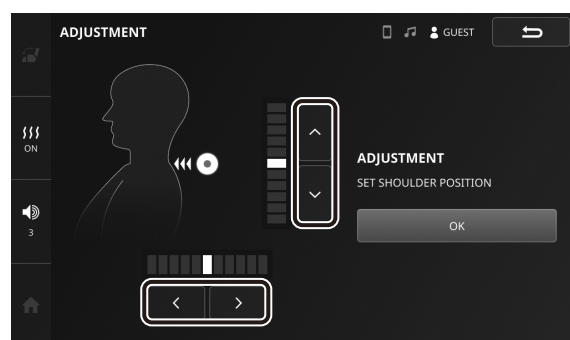 ADJUSTMENT
GUEST
ON
3
ADJUSTMENT
SET SHOULDER POSITION
OK